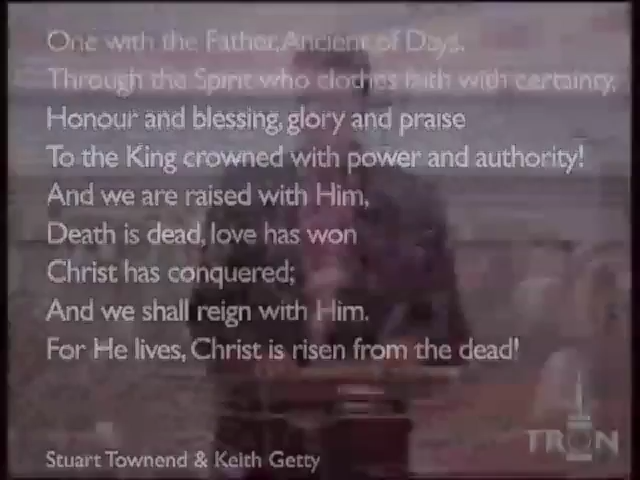 One with the Father, Ancient of Days,
Through the Spirit who clothes faith with certainty,
Honour and blessing, glory and praise
To the King crowned with power and authority!
And we are raised with Him,
Death is dead, love has won
Christ has conquered;
And we shall reign with Him.
For He lives, Christ is risen from the dead!
TRON
Stuart Townend & Keith Getty